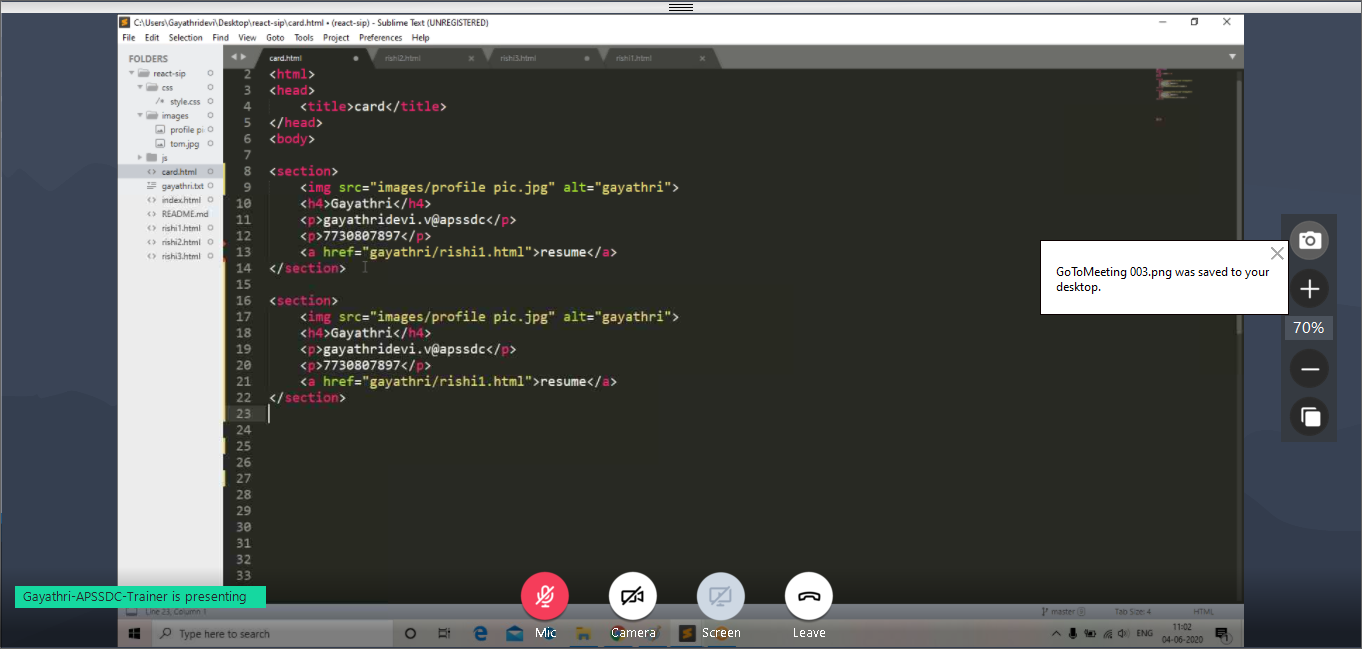 C:\Users\Gayathridevi\Desktop\react-sip\card.html • (react-sip) - Sublime Text (UNREGISTERED)
File Edit Selection Find View Goto Tools Project Preferences Help
FOLDERS
react-sip
css
/* style.css
images
profile pi
tom.jpg
js
<> card.html
gayathri.txt
<> index.html
<> README.md
<> rishi1.html
<> rishi2.html
<> rishi3.html
card.html rishi2.html rishi3.html rishi1.html
2 <html>
3 <head>
4 <title>card</title>
5 </head>
6 <body>
7
8 <section>
9 <img src="images/profile pic.jpg" alt="gayathri">
10 <h4>Gayathri</h4>
11 <p>gayathridevi.v@apssdc</p>
12 <p>7730807897</p>
13 <a href="gayathri/rishi1.html">resume</a>
14 </section>
15
16 <section>
17 <img src="images/profile pic.jpg" alt="gayathri">
18 <h4>Gayathri</h4>
19 <p>gayathridevi.v@apssdc</p>
20 <p>7730807897</p>
21 <a href="gayathri/rishi1.html">resume</a>
22 </section>
23
24
25
26
27
28
29
30
31
32
33
GoToMeeting 003.png was saved to your
desktop.
70%
Gayathri-APSSDC-Trainer is presenting
Line 23, Column 1
master
Tab Size: 4
HTML
Type here to search
Mic Camera Screen Leave
ENG
11:02
04-06-2020